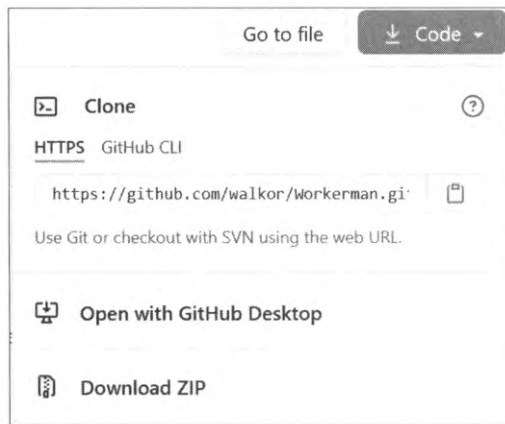 Go to file
Code
Clone
HTTPS GitHub CLI
https://github.com/walkor/Workerman.gi
Use Git or checkout with SVN using the web URL.
Open with GitHub Desktop
Download ZIP